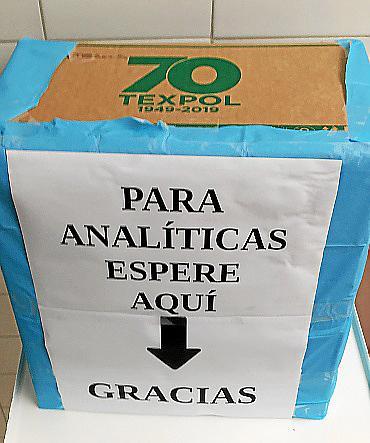 70
TEXPOL
1949-2019
PARA
ANALÍTICAS
ESPERE
AQUÍ
GRACIAS